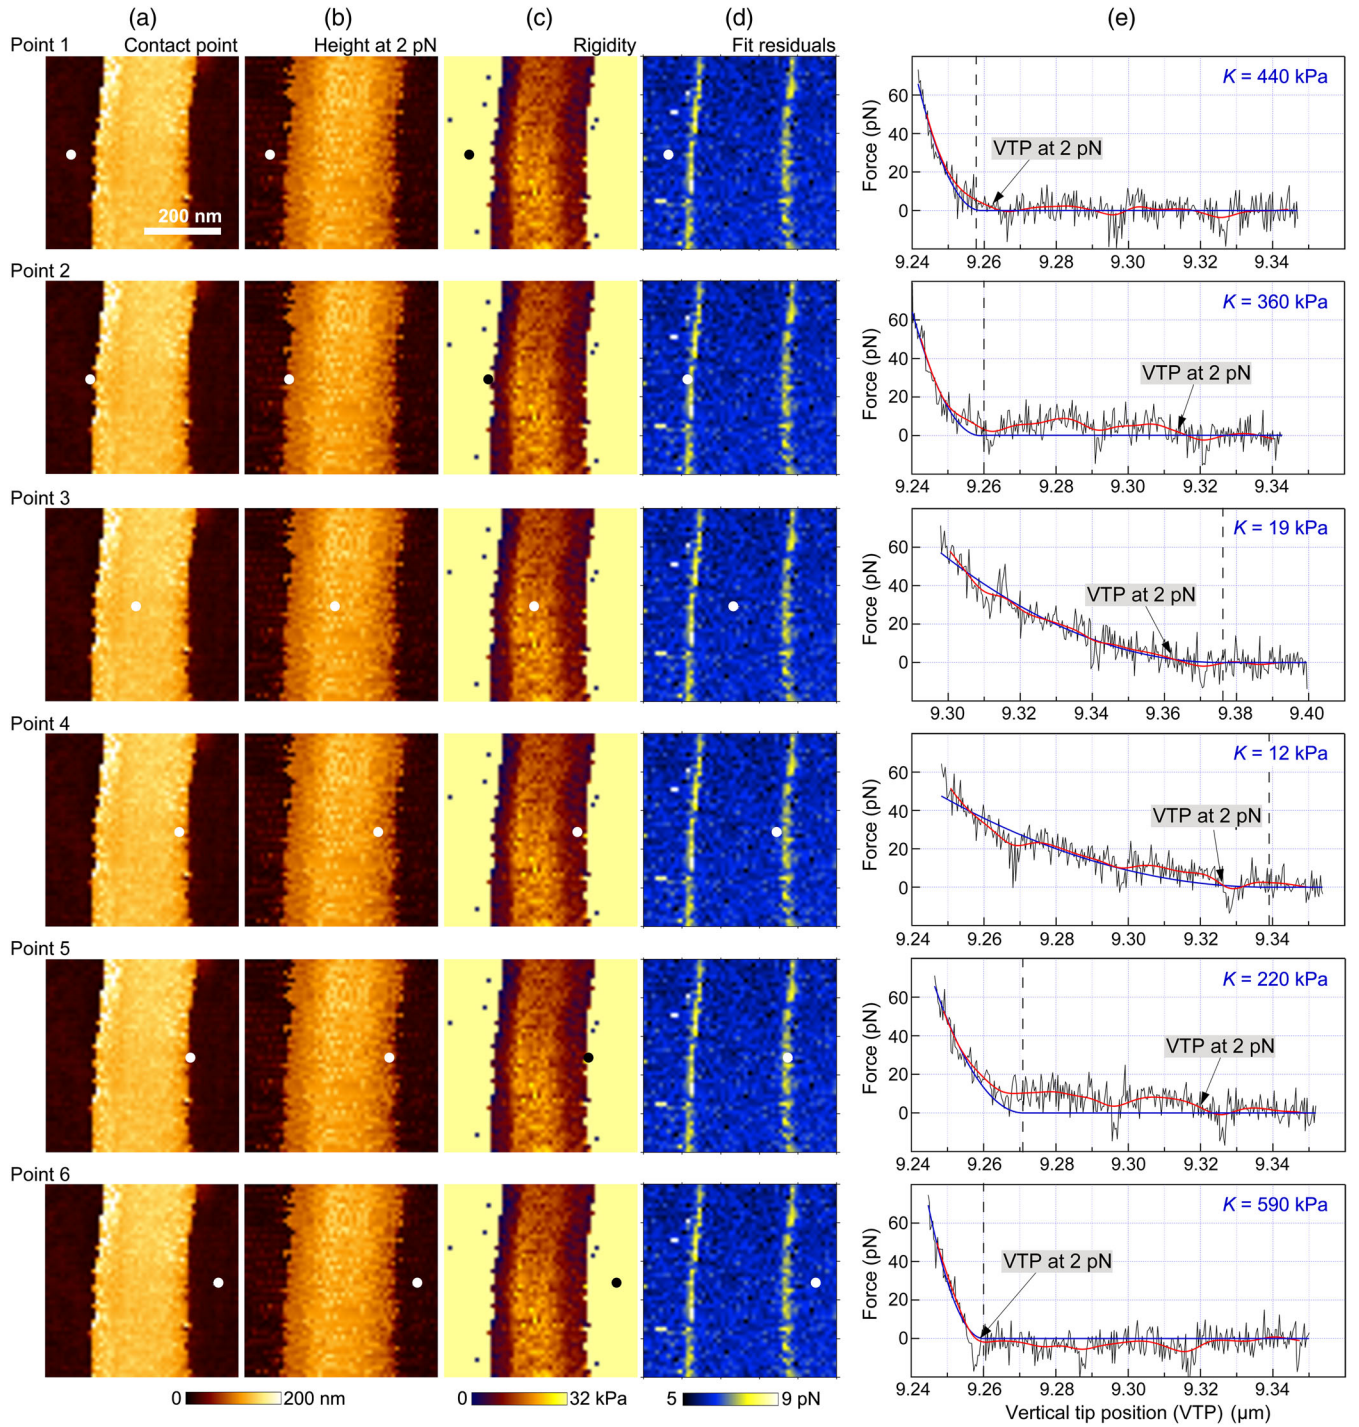 (a) (b) (c) (d) (e)
Point 1 Contact point Height at 2 pN Rigidity Fit residuals
200 nm
K = 440 kPa
VTP at 2 pN
Force (pN)
60
40
20
0
9.24 9.26 9.28 9.30 9.32 9.34
Point 2
K = 360 kPa
VTP at 2 pN
Force (pN)
60
40
20
0
9.24 9.26 9.28 9.30 9.32 9.34
Point 3
K = 19 kPa
VTP at 2 pN
Force (pN)
60
40
20
0
9.30 9.32 9.34 9.36 9.38 9.40
Point 4
K = 12 kPa
VTP at 2 pN
Force (pN)
60
40
20
0
9.24 9.26 9.28 9.30 9.32 9.34
Point 5
K = 220 kPa
VTP at 2 pN
Force (pN)
60
40
20
0
9.24 9.26 9.28 9.30 9.32 9.34
Point 6
K = 590 kPa
VTP at 2 pN
Force (pN)
60
40
20
0
9.24 9.26 9.28 9.30 9.32 9.34
0 200 nm 0 32 kPa 5 9 pN
Vertical tip position (VTP) (μm)